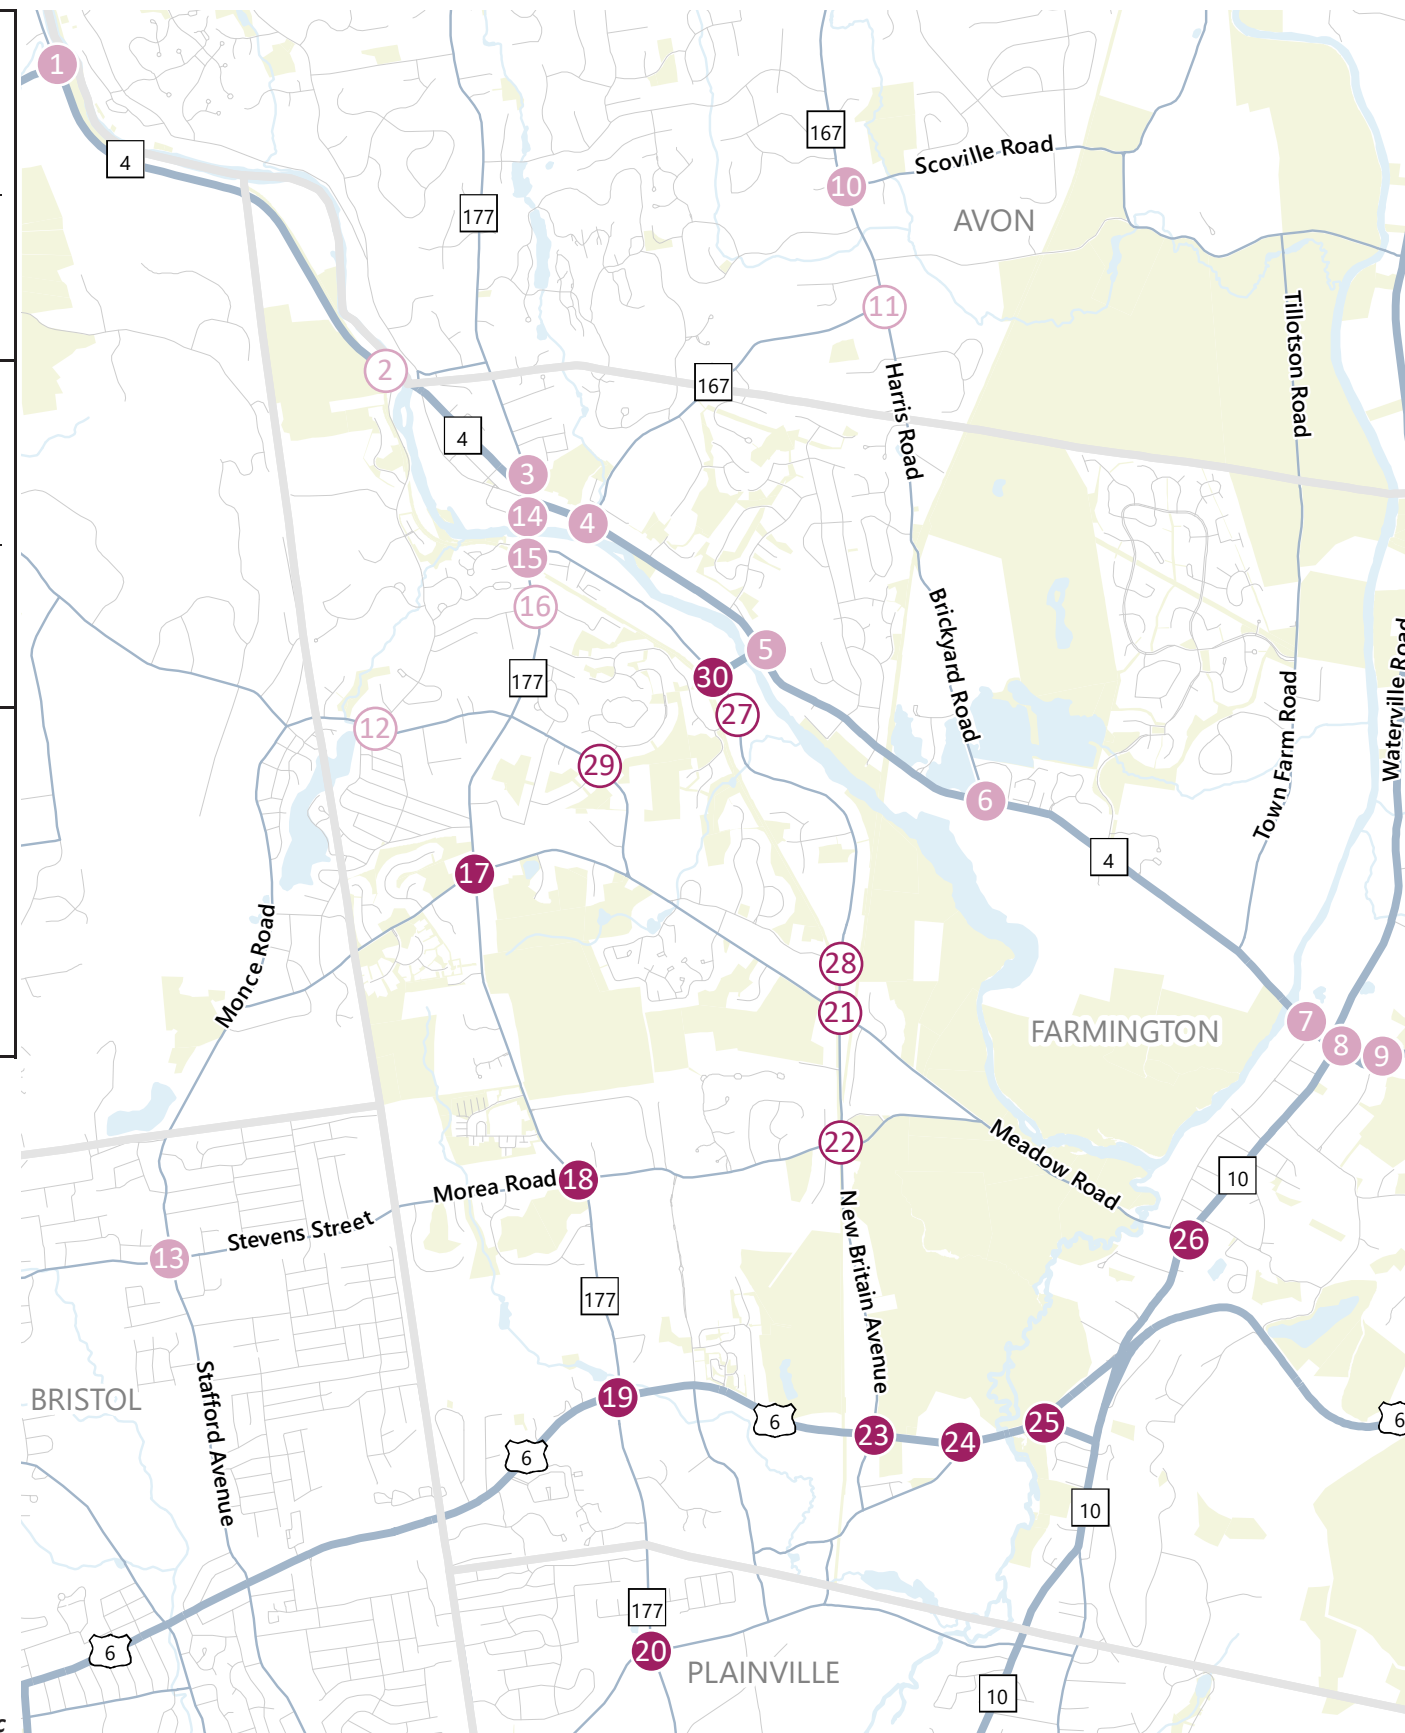 1
4
167
Scoville Road
10
AVON
177
11
Tillotson Road
2
167
Harris Road
4
3
14
4
15
16
Brickyard Road
5
30
177
27
12
29
Town Farm Road
Waterville Road
6
4
17
Monce Road
28
21
FARMINGTON
7
8
9
22
Meadow Road
10
Morea Road
18
Stevens Street
13
New Britain Avenue
26
177
Stafford Avenue
BRISTOL
19
6
23
24
25
6
6
10
177
20
6
PLAINVILLE
10
c